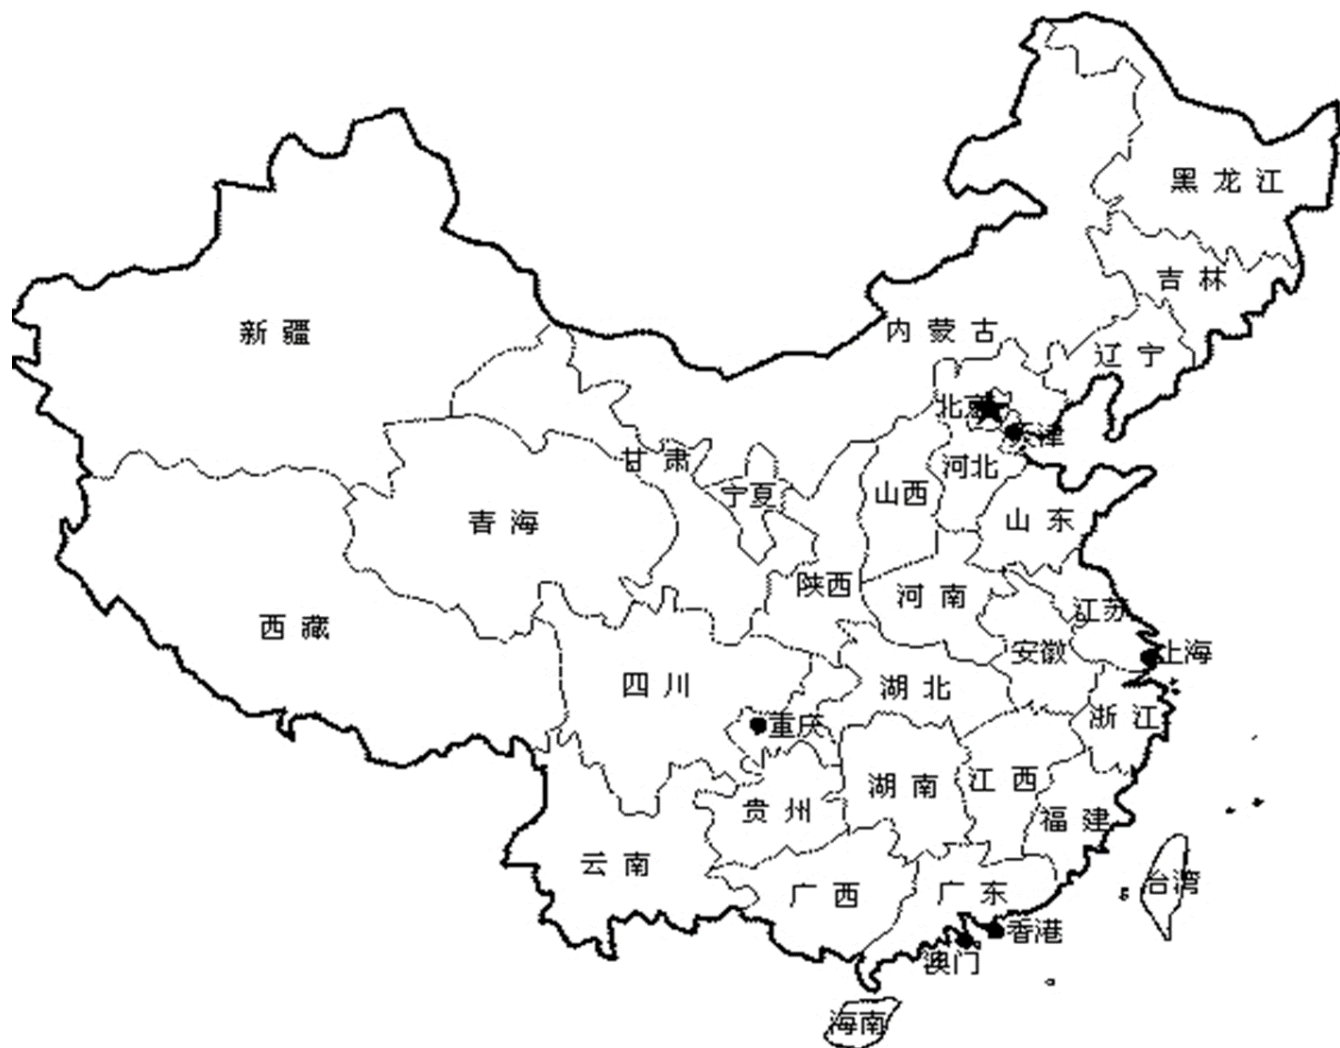 黑龙江
吉林
新疆
内蒙古
辽宁
北京
天津
甘肃
河北
宁夏
山西
青海
山东
陕西
河南
江苏
西藏
安徽
上海
四川
湖北
浙江
重庆
湖南
江西
贵州
福建
云南
广西
广东
台湾
香港
澳门
海南